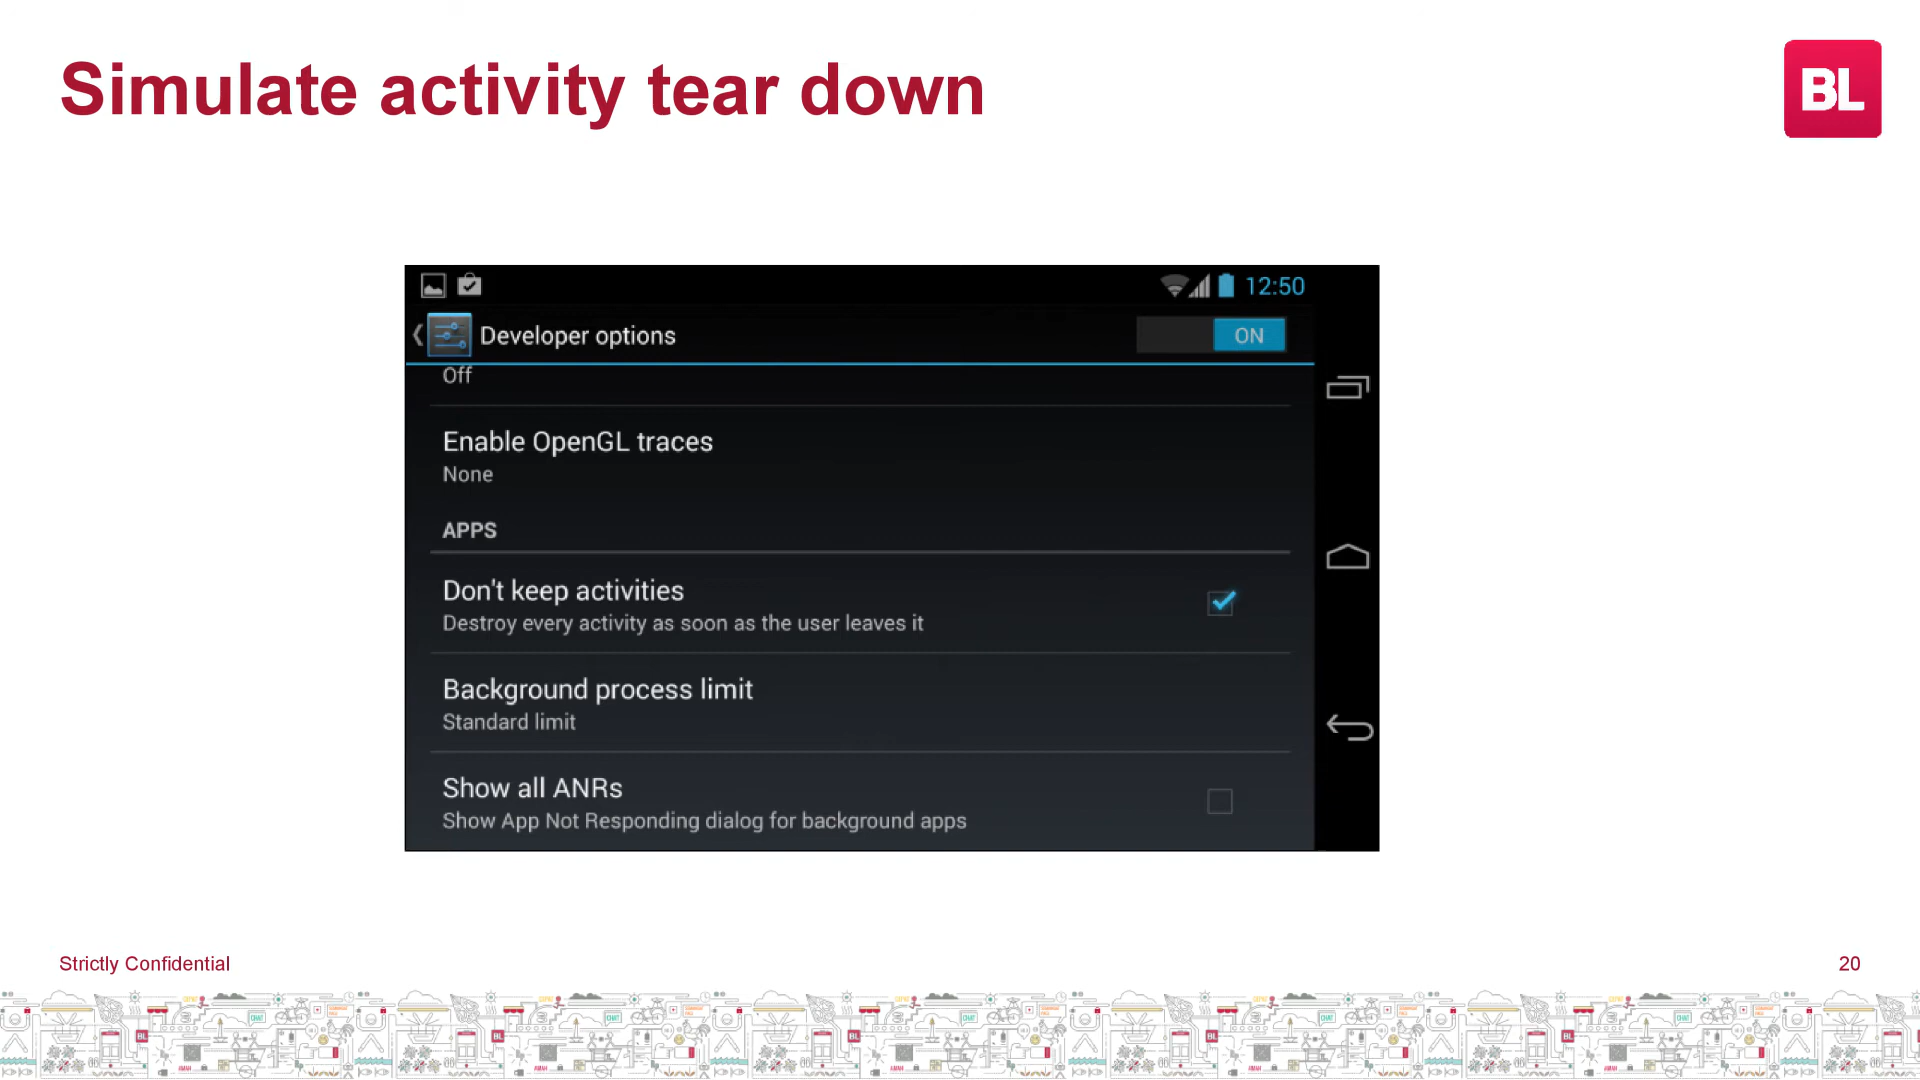 Simulate activity tear down
BL
12:50
Developer options
ON
Off
Enable OpenGL traces
None
APPS
Don't keep activities
Destroy every activity as soon as the user leaves it
Background process limit
Standard limit
Show all ANRs
Show App Not Responding dialog for background apps
Strictly Confidential
20